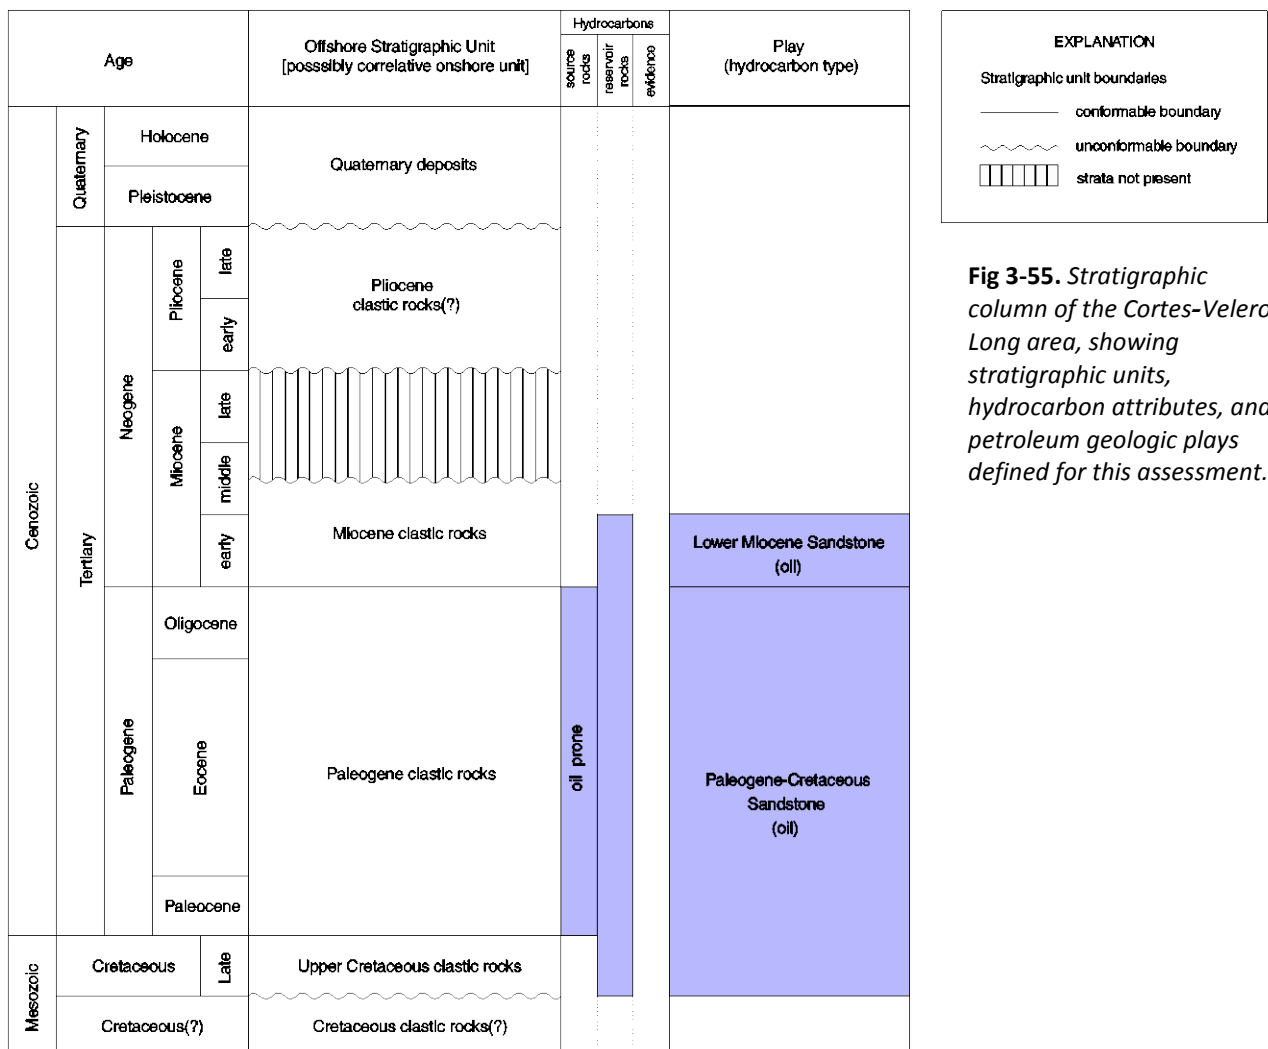 Age
Offshore Stratigraphic Unit
[posssibly correlative onshore unit]
Hydrocarbons
source
rocks
reservoir
rocks
evidence
Play
(hydrocarbon type)
Cenozoic
Quaternary
Holocene
Quaternary deposits
Pleistocene
Tertiary
Neogene
Pliocene
late
Pliocene
clastic rocks(?)
early
Miocene
late
middle
early
Miocene clastic rocks
Lower Miocene Sandstone
(oil)
Paleogene
Oligocene
Eocene
Paleogene clastic rocks
oil prone
Paleogene-Cretaceous
Sandstone
(oil)
Paleocene
Mesozoic
Cretaceous
Late
Upper Cretaceous clastic rocks
Cretaceous(?)
Cretaceous clastic rocks(?)
EXPLANATION
Stratigraphic unit boundaries
conformable boundary
unconformable boundary
strata not present
Fig 3-55. Stratigraphic
column of the Cortes-Velero-
Long area, showing
stratigraphic units,
hydrocarbon attributes, and
petroleum geologic plays
defined for this assessment.